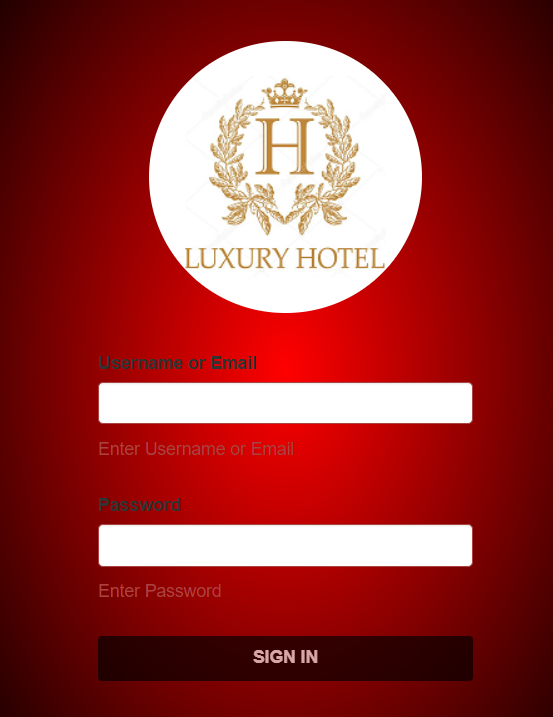 H
LUXURY HOTEL
Username or Email
Enter Username or Email
Password
Enter Password
SIGN IN